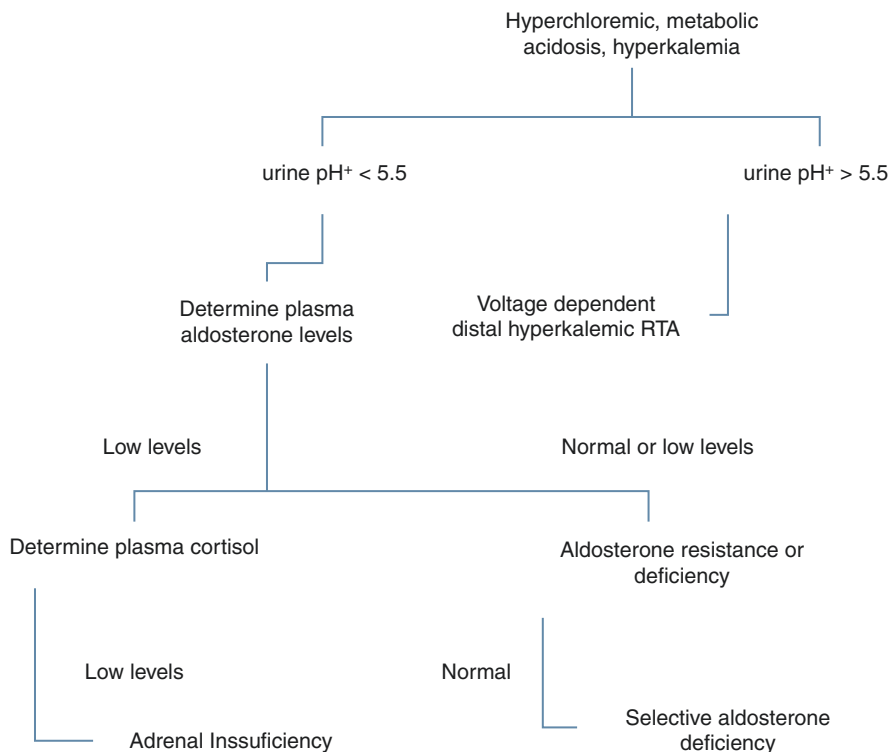 Hyperchloremic, metabolic
acidosis, hyperkalemia
urine pH⁺ < 5.5
urine pH⁺ > 5.5
Determine plasma
aldosterone levels
Voltage dependent
distal hyperkalemic RTA
Low levels
Normal or low levels
Determine plasma cortisol
Aldosterone resistance or
deficiency
Low levels
Normal
Adrenal Inssuficiency
Selective aldosterone
deficiency